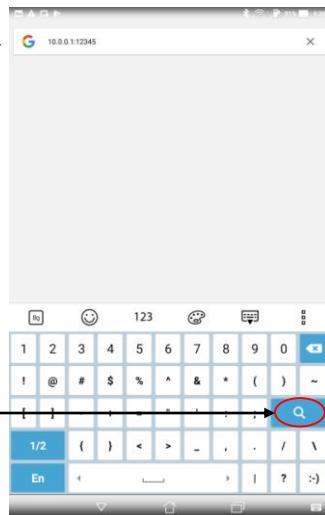 10.0.0.1:12345
123
1 2 3 4 5 6 7 8 9 0
! @ # $ % ^ & * ( ) ~
1/2 { } < > _ , . / \
En | ? :-)